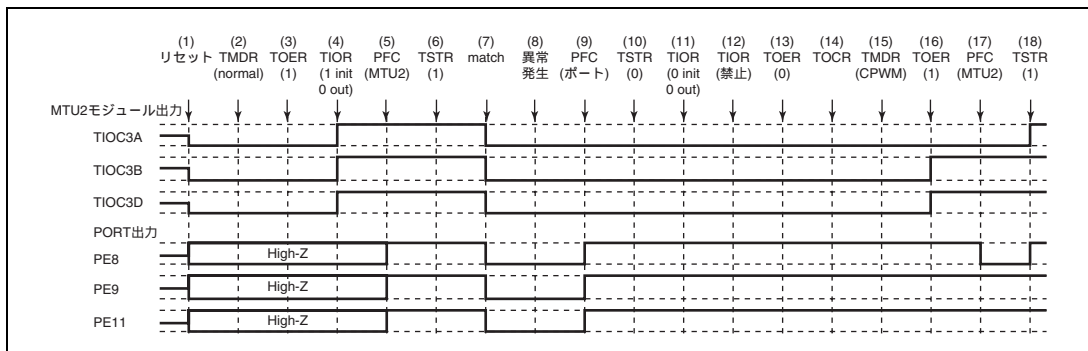 (1) (2) (3) (4) (5) (6) (7) (8) (9) (10) (11) (12) (13) (14) (15) (16) (17) (18)
リセット TMDR TOER TIOR PFC TSTR match 異常 PFC TSTR TIOR TIOR TOER TOCR TMDR TOER PFC TSTR
(normal) (1) (1 init (MTU2) (1) 発生 (ポート) (0) (0 init (禁止) (0) (CPWM) (1) (MTU2) (1)
0 out) 0 out)
MTU2モジュール出力
TIOC3A
TIOC3B
TIOC3D
PORT出力
PE8 High-Z
PE9 High-Z
PE11 High-Z